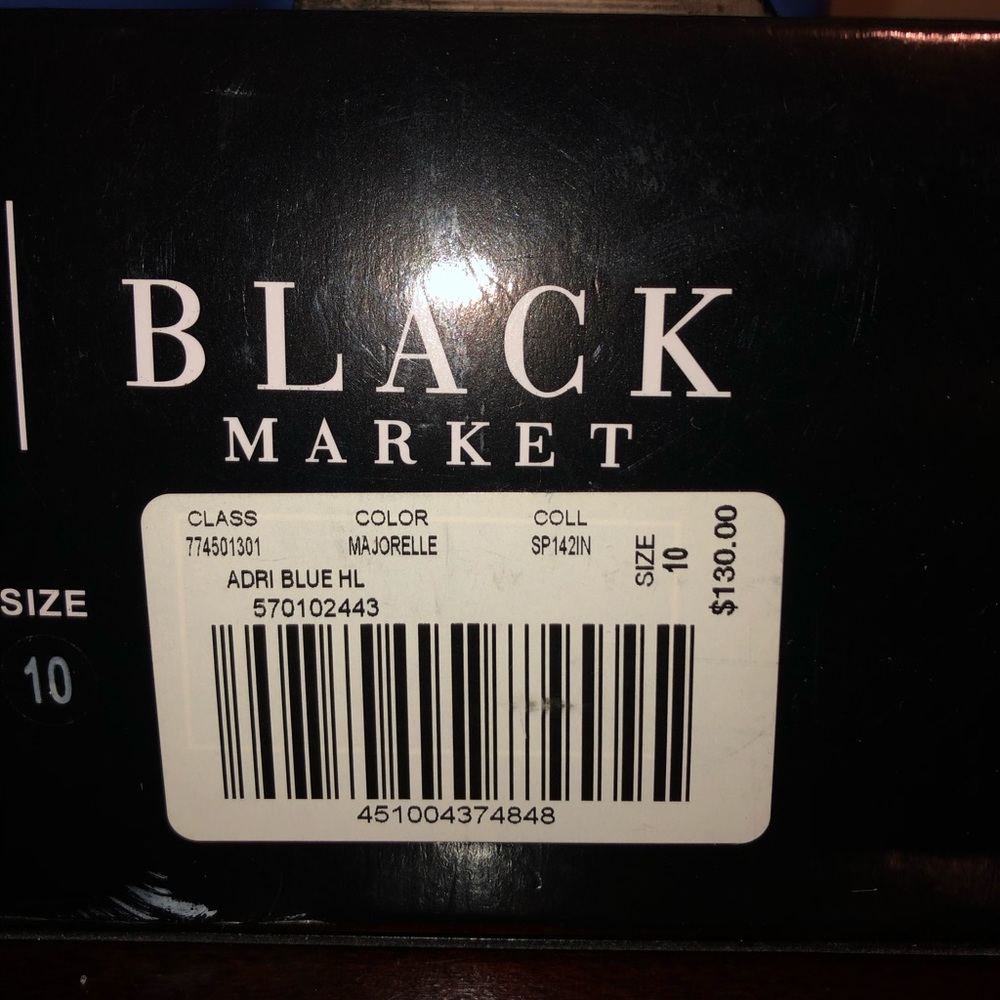 BLACK
MARKET
CLASS COLOR COLL
774501301 MAJORELLE SP142IN
ADRI BLUE HL
570102443
SIZE
10
$130.00
451004374848
SIZE
10